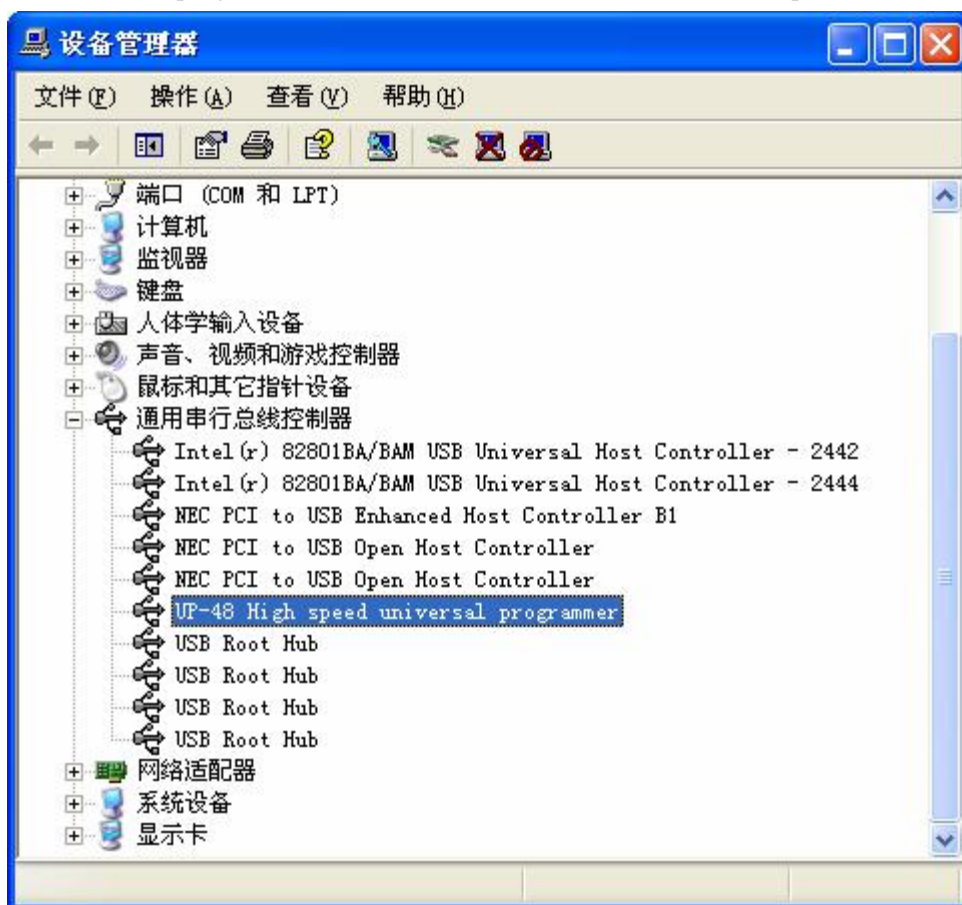 设备管理器
文件(F) 操作(A) 查看(V) 帮助(H)
端口 (COM 和 LPT)
计算机
监视器
键盘
人体学输入设备
声音、视频和游戏控制器
鼠标和其它指针设备
通用串行总线控制器
Intel(r) 82801BA/BAM USB Universal Host Controller - 2442
Intel(r) 82801BA/BAM USB Universal Host Controller - 2444
NEC PCI to USB Enhanced Host Controller B1
NEC PCI to USB Open Host Controller
NEC PCI to USB Open Host Controller
UP-48 High speed universal programmer
USB Root Hub
USB Root Hub
USB Root Hub
USB Root Hub
网络适配器
系统设备
显示卡